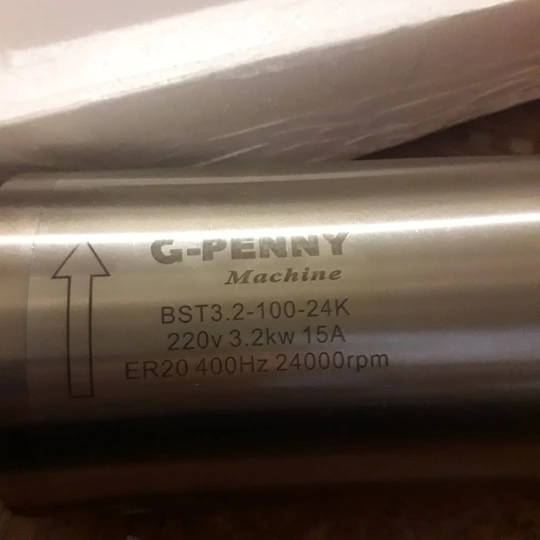 G-PENNY
Machine
BST3.2-100-24K
220v 3.2kw 15A
ER20 400Hz 24000rpm